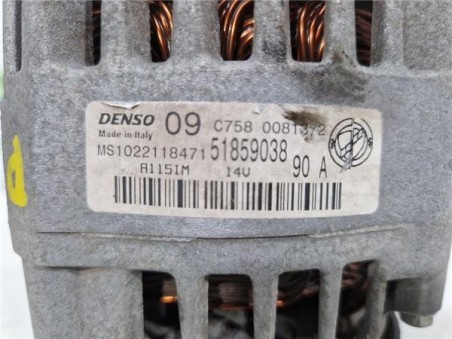 DENSO 09 C758 0081372
Made in Italy
MS1022118471 51859038 90 A
A115IM 14V